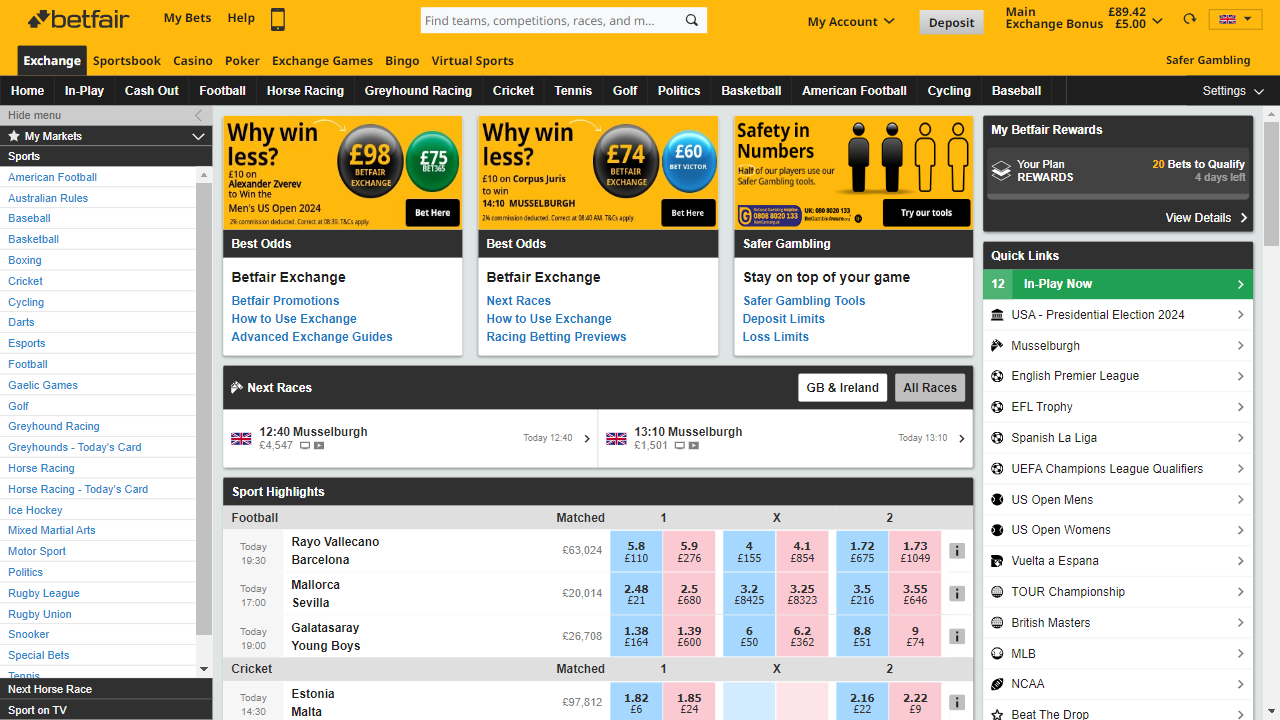 betfair
My Bets
Help
Find teams, competitions, races, and m...
My Account
Deposit
Main £89.42
Exchange Bonus £5.00
Exchange
Sportsbook
Casino
Poker
Exchange Games
Bingo
Virtual Sports
Safer Gambling
Home
In-Play
Cash Out
Football
Horse Racing
Greyhound Racing
Cricket
Tennis
Golf
Politics
Basketball
American Football
Cycling
Baseball
Settings
Hide menu
My Markets
Sports
American Football
Australian Rules
Baseball
Basketball
Boxing
Cricket
Cycling
Darts
Esports
Football
Gaelic Games
Golf
Greyhound Racing
Greyhounds - Today's Card
Horse Racing
Horse Racing - Today's Card
Ice Hockey
Mixed Martial Arts
Motor Sport
Politics
Rugby League
Rugby Union
Snooker
Special Bets
Tennis
Next Horse Race
Sport on TV
Why win
less?
£10 on
Alexander Zverev
to Win the
Men's US Open 2024
£98
BETFAIR
EXCHANGE
£75
BET365
Bet Here
2% commission deducted. Correct at 08:39. T&Cs apply.
Best Odds
Betfair Exchange
Betfair Promotions
How to Use Exchange
Advanced Exchange Guides
Why win
less?
£10 on Corpus Juris
to win
14:10 MUSSELBURGH
£74
BETFAIR
EXCHANGE
£60
BET VICTOR
Bet Here
2% commission deducted. Correct at 08:40 AM. T&Cs apply.
Best Odds
Betfair Exchange
Next Races
How to Use Exchange
Racing Betting Previews
Safety in
Numbers
Half of our players use our
Safer Gambling tools.
National Gambling Helpline
0808 8020 133
UK: 080 8020 133
BeGambleAware.org
18+
Try our tools
Safer Gambling
Stay on top of your game
Safer Gambling Tools
Deposit Limits
Loss Limits
Next Races
GB & Ireland
All Races
12:40 Musselburgh
£4,547
Today 12:40
13:10 Musselburgh
£1,501
Today 13:10
Sport Highlights
Football Matched 1 X 2
Today
19:30
Rayo Vallecano
Barcelona
£63,024
5.8 5.9 4 4.1 1.72 1.73
£110 £276 £155 £854 £675 £1049
i
Today
17:00
Mallorca
Sevilla
£20,014
2.48 2.5 3.2 3.25 3.5 3.55
£21 £680 £8425 £8323 £216 £646
i
Today
19:00
Galatasaray
Young Boys
£26,708
1.38 1.39 6 6.2 8.8 9
£164 £600 £50 £362 £51 £74
i
Cricket Matched 1 X 2
Today
14:30
Estonia
Malta
£97,812
1.82 1.85 2.16 2.22
£6 £24 £22 £9
i
My Betfair Rewards
Your Plan
REWARDS
20 Bets to Qualify
4 days left
View Details
Quick Links
12 In-Play Now
USA - Presidential Election 2024
Musselburgh
English Premier League
EFL Trophy
Spanish La Liga
UEFA Champions League Qualifiers
US Open Mens
US Open Womens
Vuelta a Espana
TOUR Championship
British Masters
MLB
NCAA
Beat The Drop